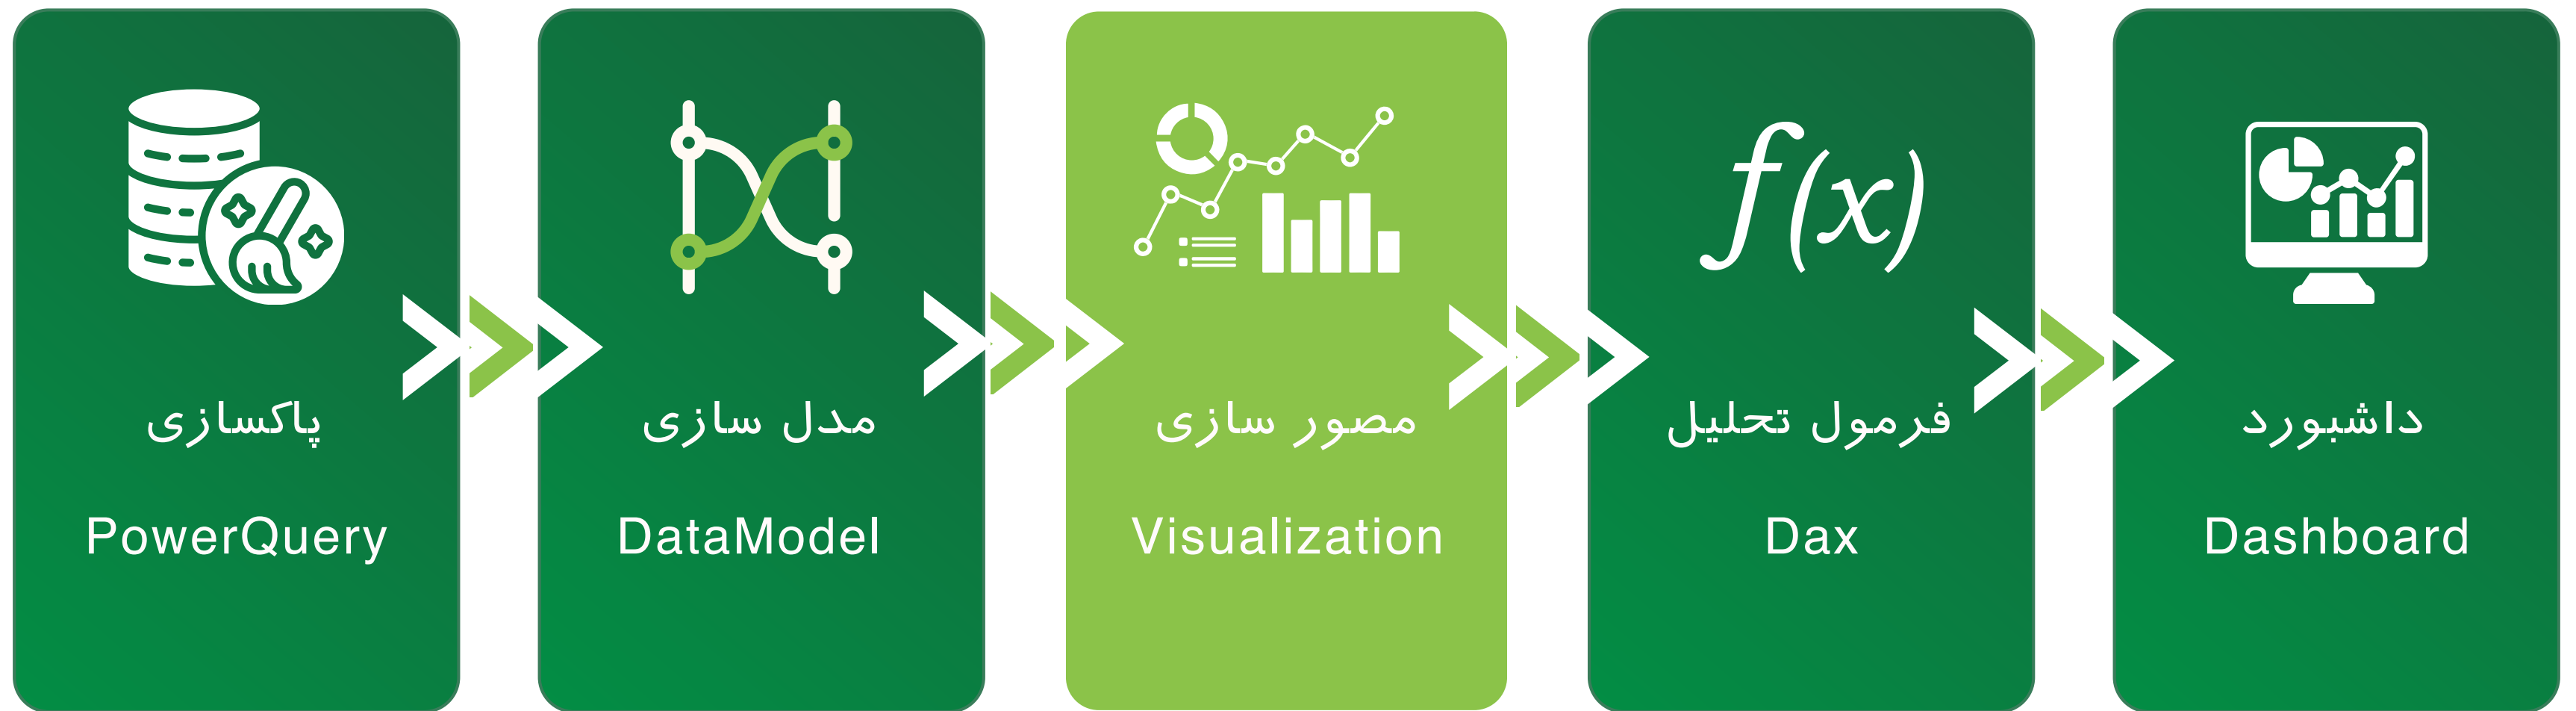 پاکسازی
PowerQuery
مدل سازی
DataModel
مصور سازی
Visualization
f(x)
فرمول تحلیل
Dax
داشبورد
Dashboard